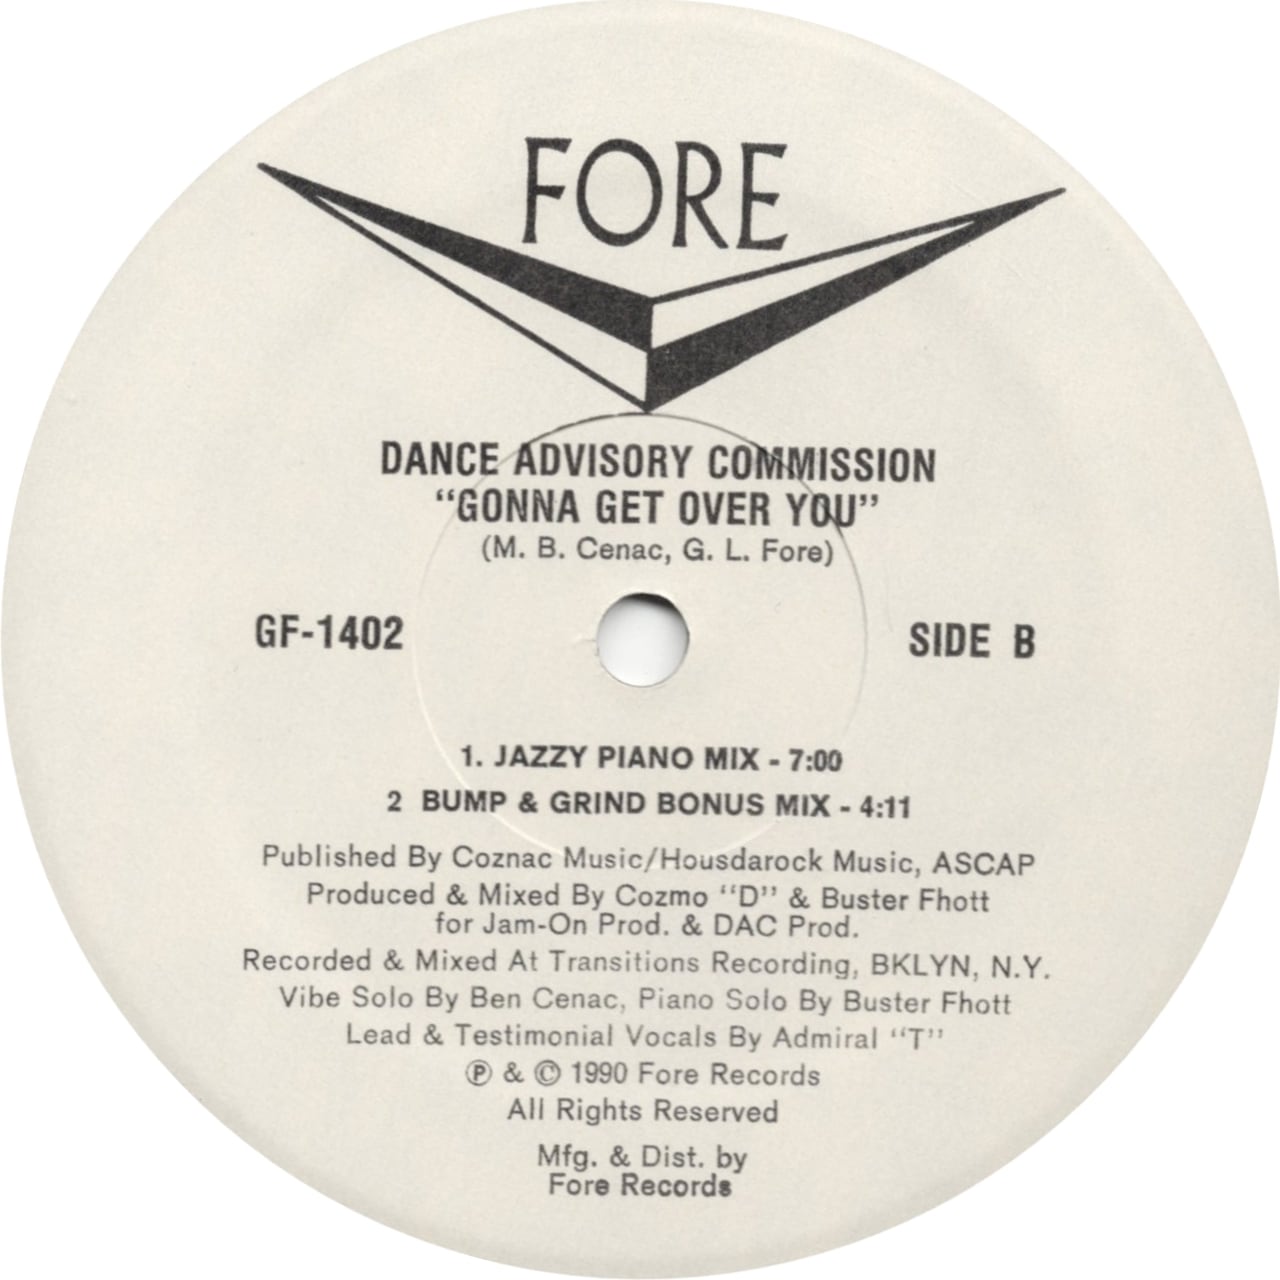 FORE
DANCE ADVISORY COMMISSION
"GONNA GET OVER YOU"
(M. B. Cenac, G. L. Fore)
GF-1402
SIDE B
1. JAZZY PIANO MIX - 7:00
2 BUMP & GRIND BONUS MIX - 4:11
Published By Coznac Music/Housdarock Music, ASCAP
Produced & Mixed By Cozmo "D" & Buster Fhott
for Jam-On Prod. & DAC Prod.
Recorded & Mixed At Transitions Recording, BKLYN, N.Y.
Vibe Solo By Ben Cenac, Piano Solo By Buster Fhott
Lead & Testimonial Vocals By Admiral "T"
Ⓟ & © 1990 Fore Records
All Rights Reserved
Mfg. & Dist. by
Fore Records